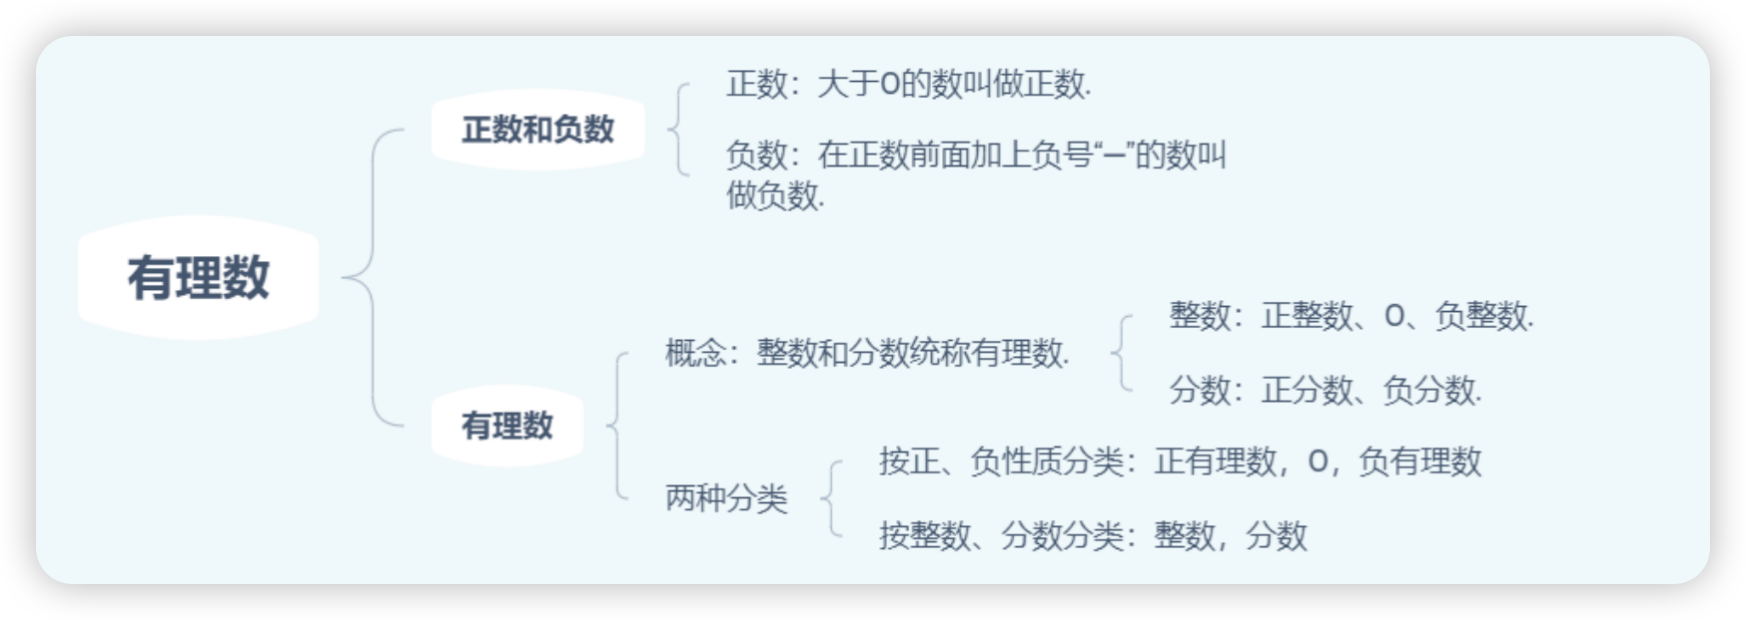 有理数
正数和负数
正数：大于0的数叫做正数.
负数：在正数前面加上负号“—”的数叫
做负数.
有理数
概念：整数和分数统称有理数.
整数：正整数、0、负整数.
分数：正分数、负分数.
两种分类
按正、负性质分类：正有理数，0，负有理数
按整数、分数分类：整数，分数